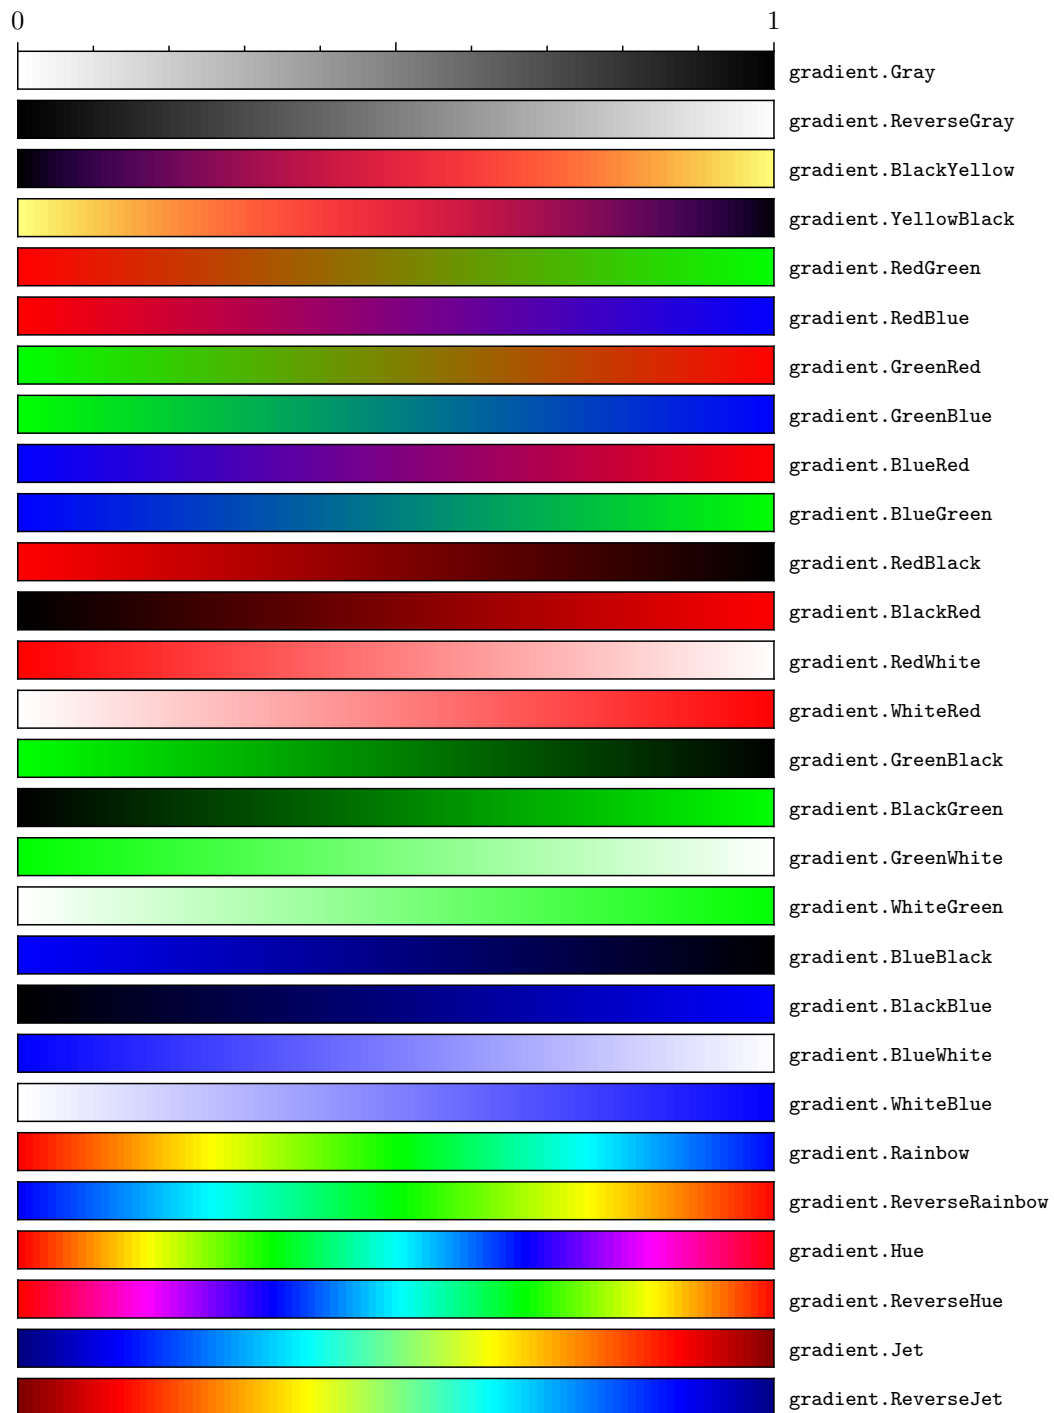 0 1
gradient.Gray
gradient.ReverseGray
gradient.BlackYellow
gradient.YellowBlack
gradient.RedGreen
gradient.RedBlue
gradient.GreenRed
gradient.GreenBlue
gradient.BlueRed
gradient.BlueGreen
gradient.RedBlack
gradient.BlackRed
gradient.RedWhite
gradient.WhiteRed
gradient.GreenBlack
gradient.BlackGreen
gradient.GreenWhite
gradient.WhiteGreen
gradient.BlueBlack
gradient.BlackBlue
gradient.BlueWhite
gradient.WhiteBlue
gradient.Rainbow
gradient.ReverseRainbow
gradient.Hue
gradient.ReverseHue
gradient.Jet
gradient.ReverseJet